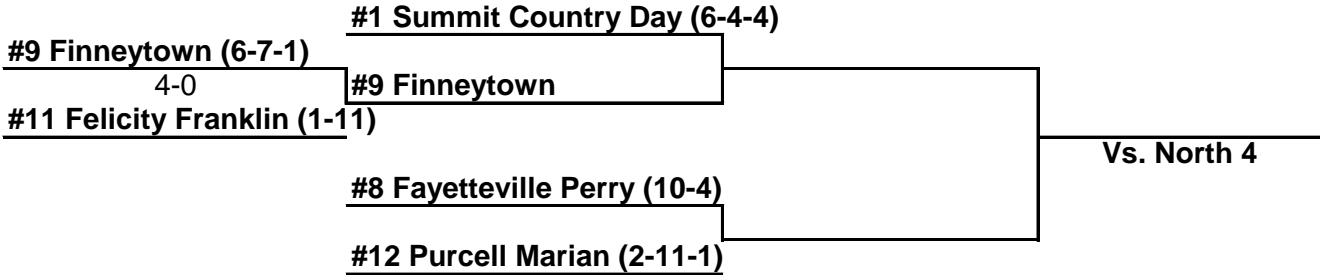 #1 Summit Country Day (6-4-4)
#9 Finneytown (6-7-1)
4-0
#9 Finneytown
#11 Felicity Franklin (1-11)
Vs. North 4
#8 Fayetteville Perry (10-4)
#12 Purcell Marian (2-11-1)